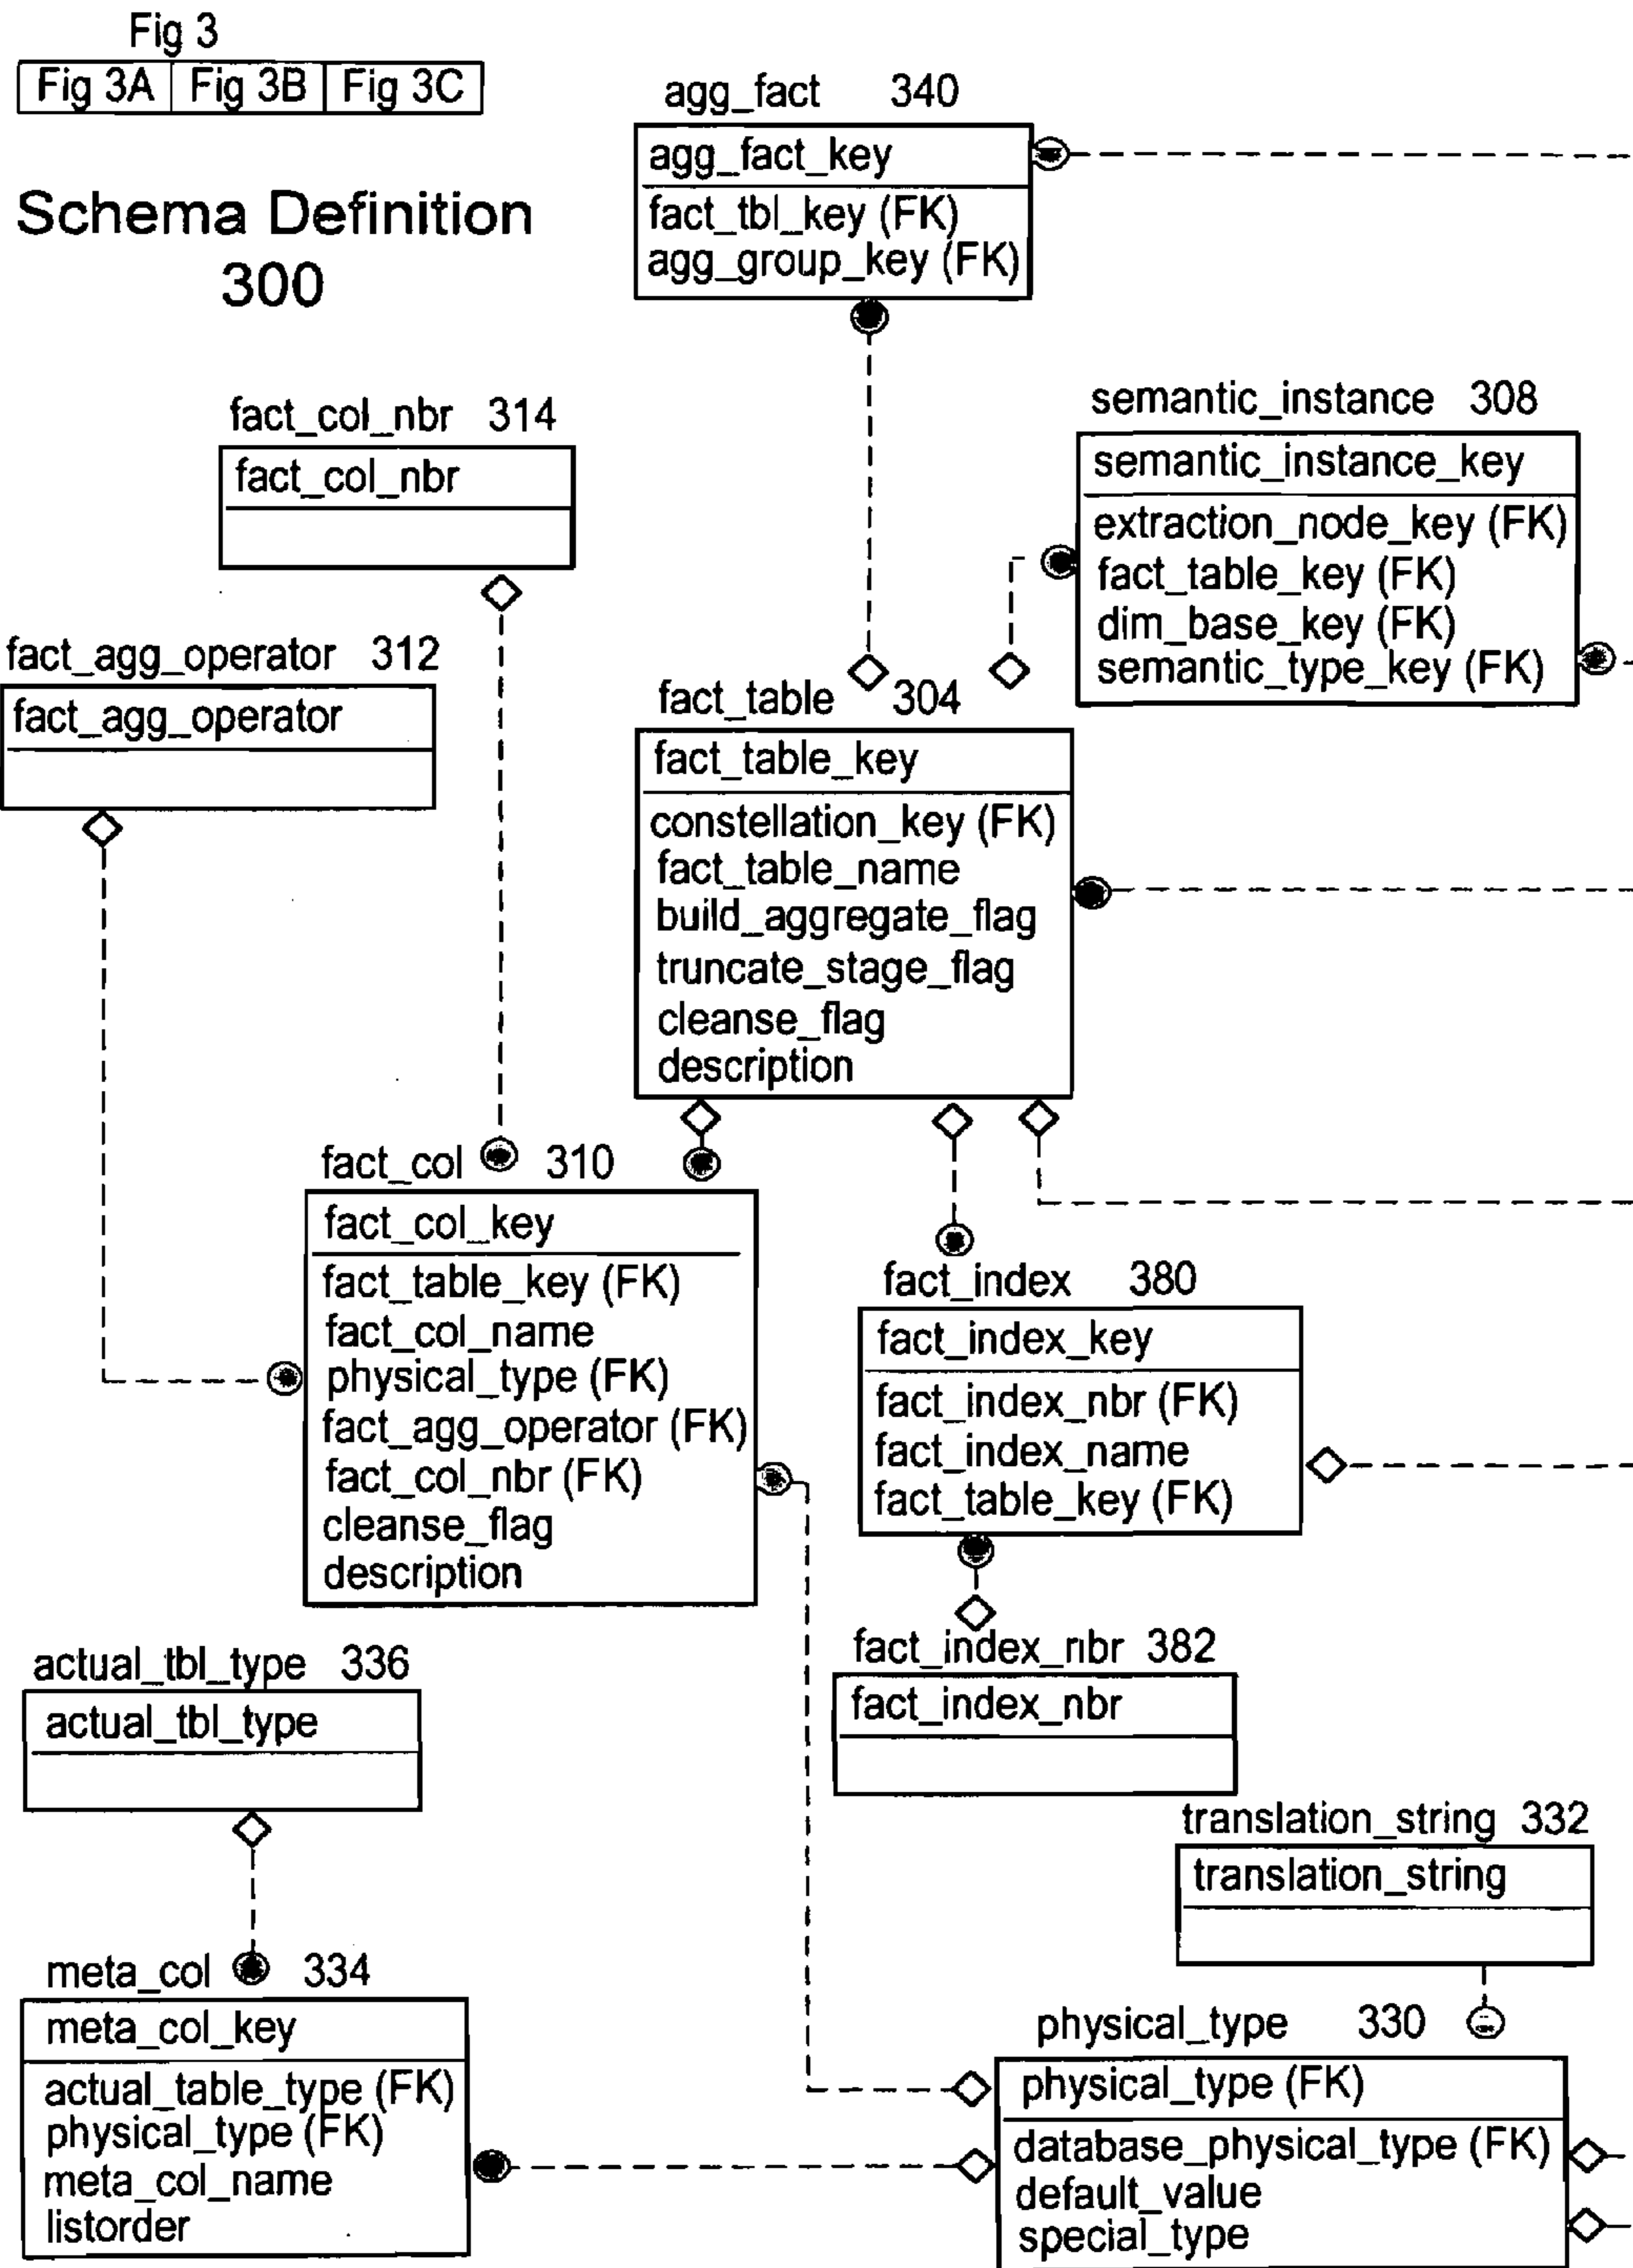 Fig 3
Fig 3A Fig 3B Fig 3C
Schema Definition
300
agg_fact 340
agg_fact_key
fact_tbl_key (FK)
agg_group_key (FK)
fact_col_nbr 314
fact_col_nbr
semantic_instance 308
semantic_instance_key
extraction_node_key (FK)
fact_table_key (FK)
dim_base_key (FK)
semantic_type_key (FK)
fact_agg_operator 312
fact_agg_operator
fact_table 304
fact_table_key
constellation_key (FK)
fact_table_name
build_aggregate_flag
truncate_stage_flag
cleanse_flag
description
fact_col 310
fact_col_key
fact_table_key (FK)
fact_col_name
physical_type (FK)
fact_agg_operator (FK)
fact_col_nbr (FK)
cleanse_flag
description
fact_index 380
fact_index_key
fact_index_nbr (FK)
fact_index_name
fact_table_key (FK)
fact_index_nbr 382
fact_index_nbr
actual_tbl_type 336
actual_tbl_type
translation_string 332
translation_string
meta_col 334
meta_col_key
actual_table_type (FK)
physical_type (FK)
meta_col_name
listorder
physical_type 330
physical_type (FK)
database_physical_type (FK)
default_value
special_type